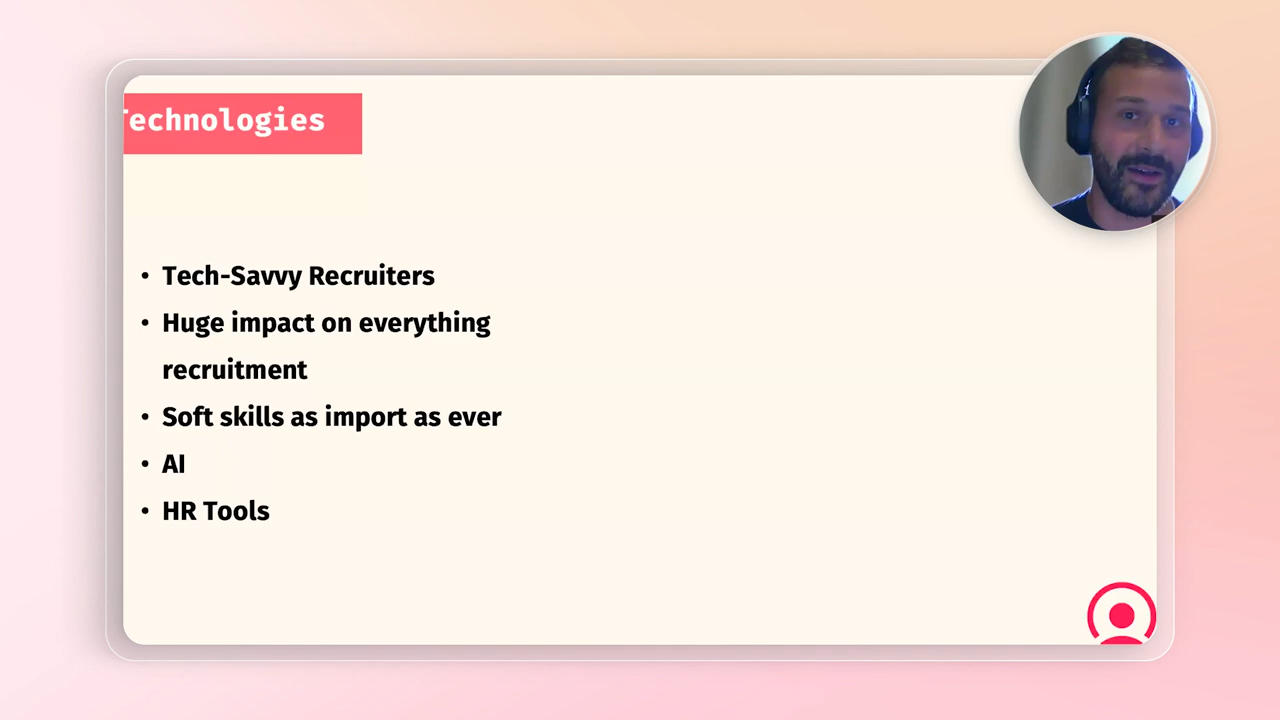 Technologies
• Tech-Savvy Recruiters
• Huge impact on everything
recruitment
• Soft skills as import as ever
• AI
• HR Tools